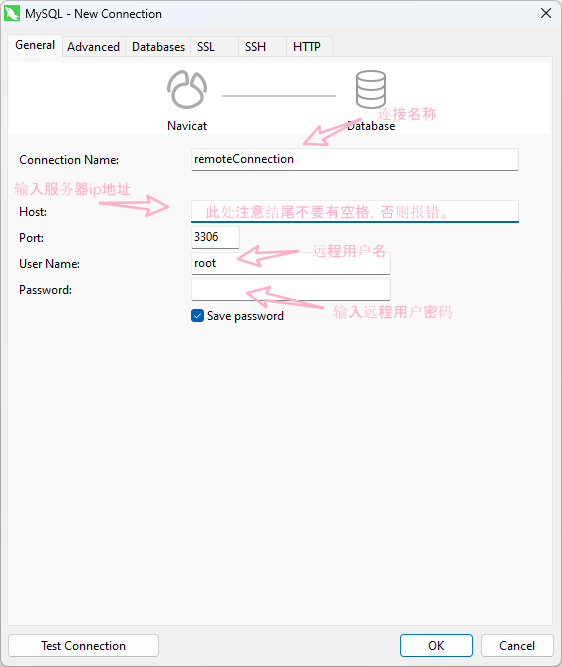 MySQL - New Connection
General Advanced Databases SSL SSH HTTP
Navicat
Database
连接名称
Connection Name: remoteConnection
输入服务器ip地址
Host: 此处注意结尾不要有空格, 否则报错。
Port: 3306
远程用户名
User Name: root
Password:
输入远程用户密码
Save password
Test Connection OK Cancel